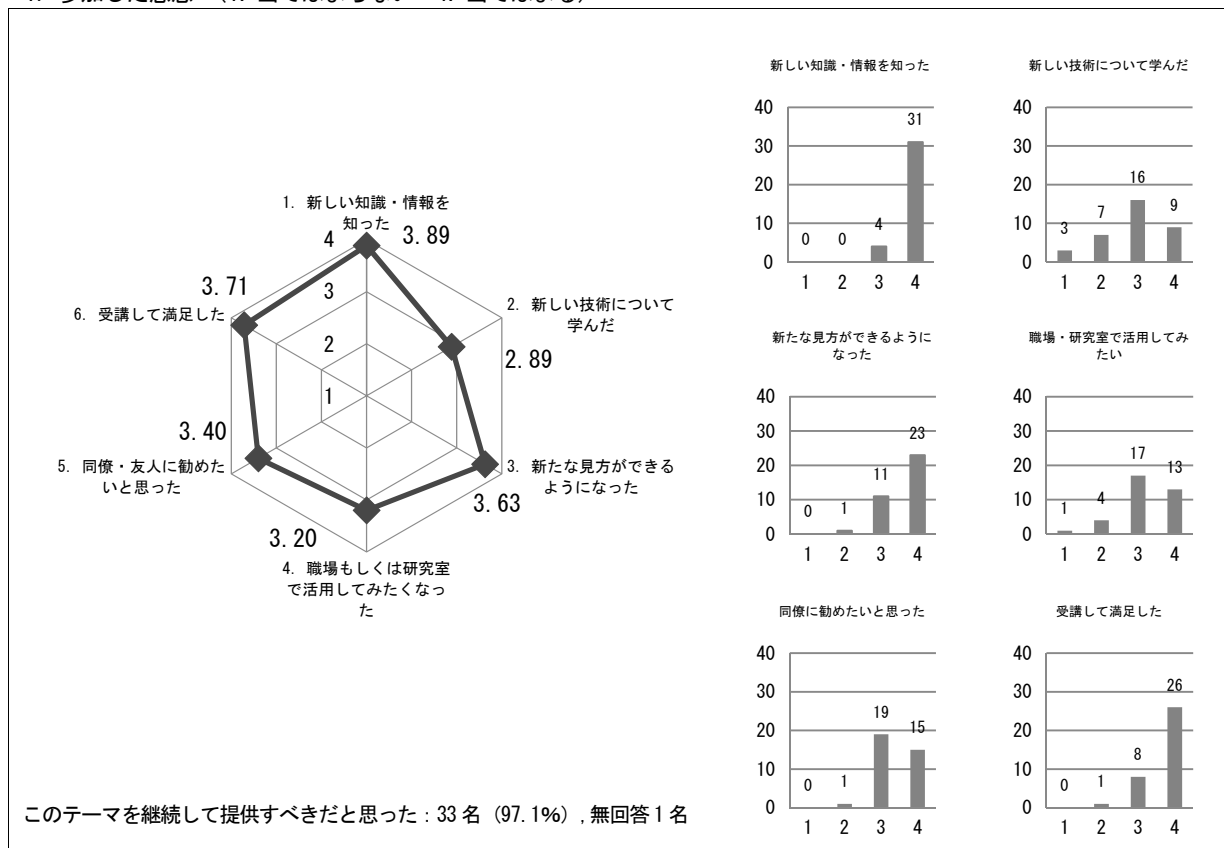 1. 新しい知識・情報を
知った
3.89
4
3
2
1
2. 新しい技術について
学んだ
2.89
3. 新たな見方ができる
ようになった
3.63
4. 職場もしくは研究室
で活用してみたくなっ
た
3.20
5. 同僚・友人に勧めた
いと思った
3.40
6. 受講して満足した
3.71
新しい知識・情報を知った
40
30
20
10
0
0 0 4 31
1 2 3 4
新しい技術について学んだ
40
30
20
10
0
3 7 16 9
1 2 3 4
新たな見方ができるように
なった
40
30
20
10
0
0 1 11 23
1 2 3 4
職場・研究室で活用してみ
たい
40
30
20
10
0
1 4 17 13
1 2 3 4
同僚に勧めたいと思った
40
30
20
10
0
0 1 19 15
1 2 3 4
受講して満足した
40
30
20
10
0
0 1 8 26
1 2 3 4
このテーマを継続して提供すべきだと思った：33 名（97.1%）, 無回答 1 名